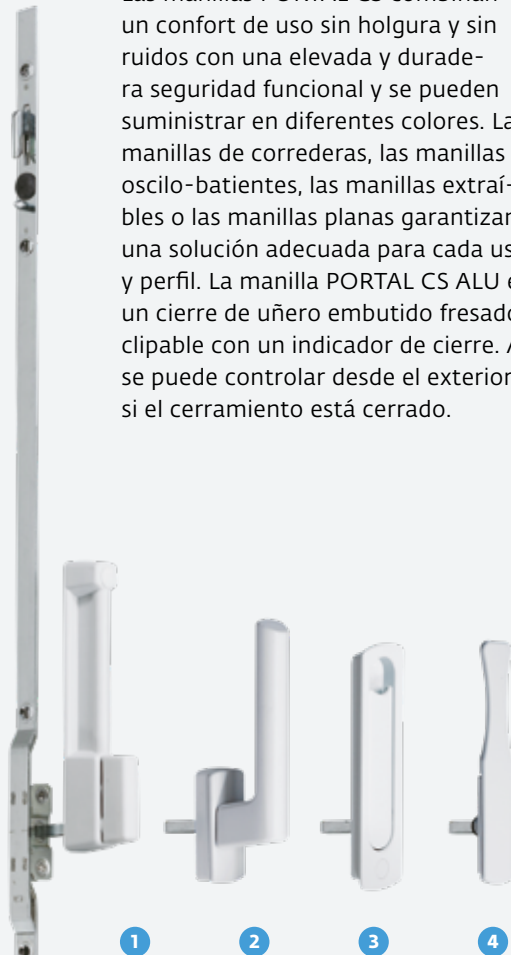 un confort de uso sin holgura y sin
ruidos con una elevada y durade-
ra seguridad funcional y se pueden
suministrar en diferentes colores. La
manillas de correderas, las manillas
oscilo-batientes, las manillas extraí-
bles o las manillas planas garantizan
una solución adecuada para cada us
y perfil. La manilla PORTAL CS ALU e
un cierre de uñero embutido fresado
clipable con un indicador de cierre. A
se puede controlar desde el exterior
si el cerramiento está cerrado.
1 2 3 4